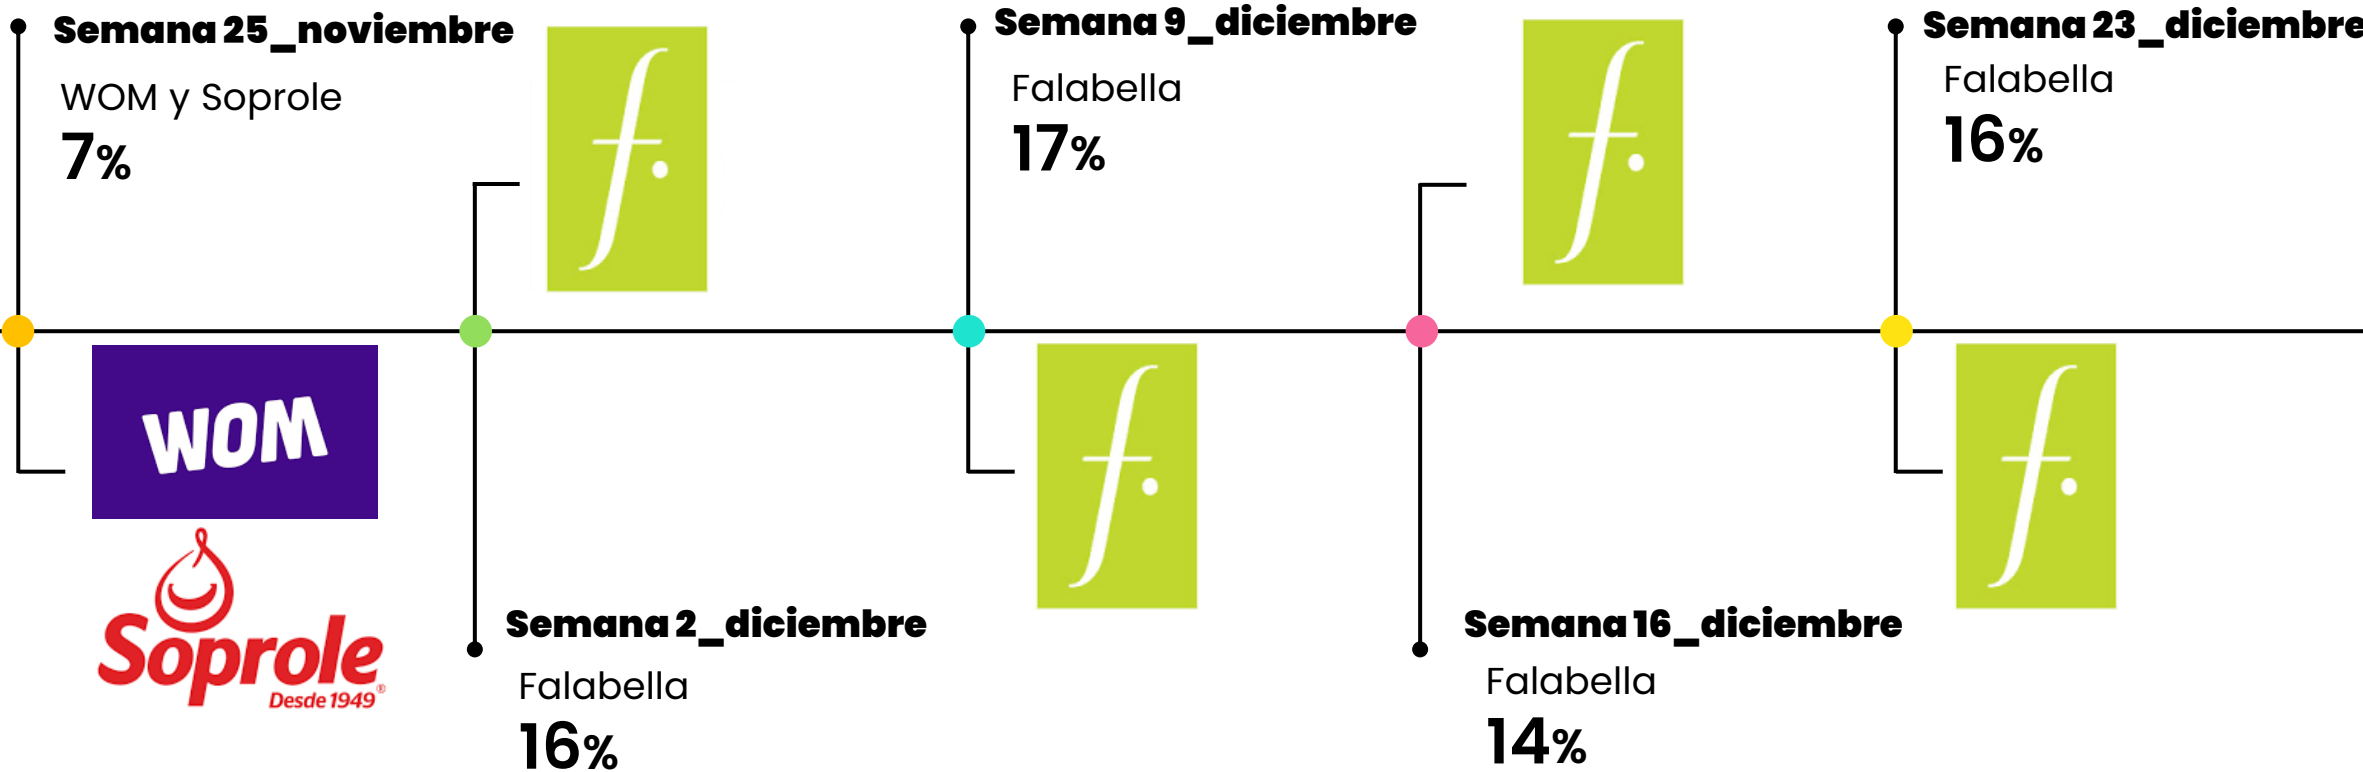 Semana 25_noviembre
WOM y Soprole
7%
WOM
Soprole
Desde 1949
f.
Semana 2_diciembre
Falabella
16%
Semana 9_diciembre
Falabella
17%
f.
f.
Semana 16_diciembre
Falabella
14%
Semana 23_diciembre
Falabella
16%
f.